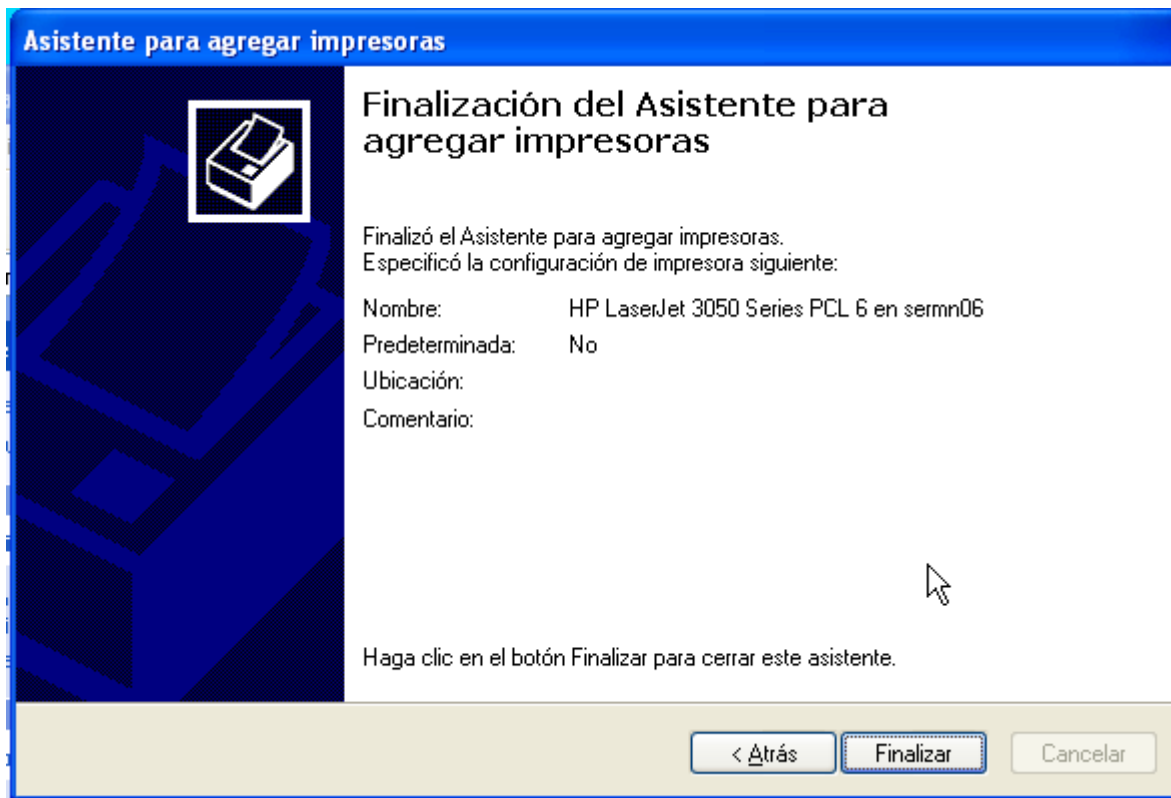 Asistente para agregar impresoras
Finalización del Asistente para
agregar impresoras
Finalizó el Asistente para agregar impresoras.
Especificó la configuración de impresora siguiente:
Nombre: HP LaserJet 3050 Series PCL 6 en sermn06
Predeterminada: No
Ubicación:
Comentario:
Haga clic en el botón Finalizar para cerrar este asistente.
< Atrás Finalizar Cancelar